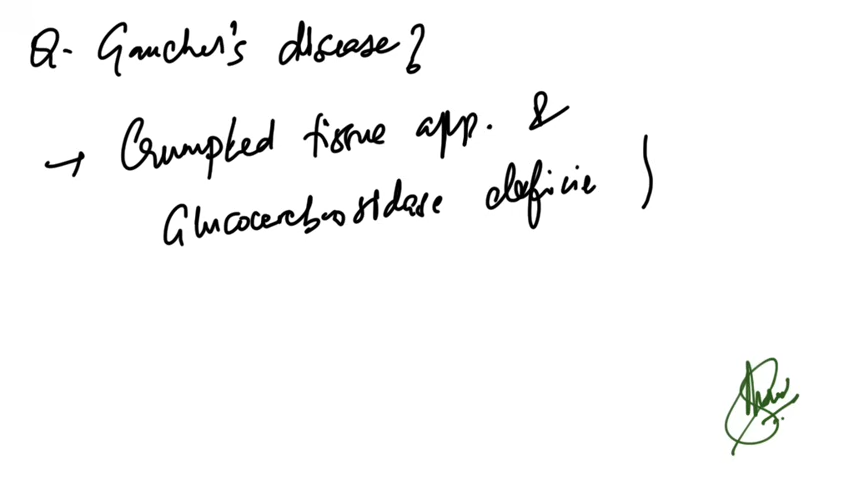 Q- Gaucher's disease?
→ Crumpled tissue app. &
Glucocerebrosidase deficie )